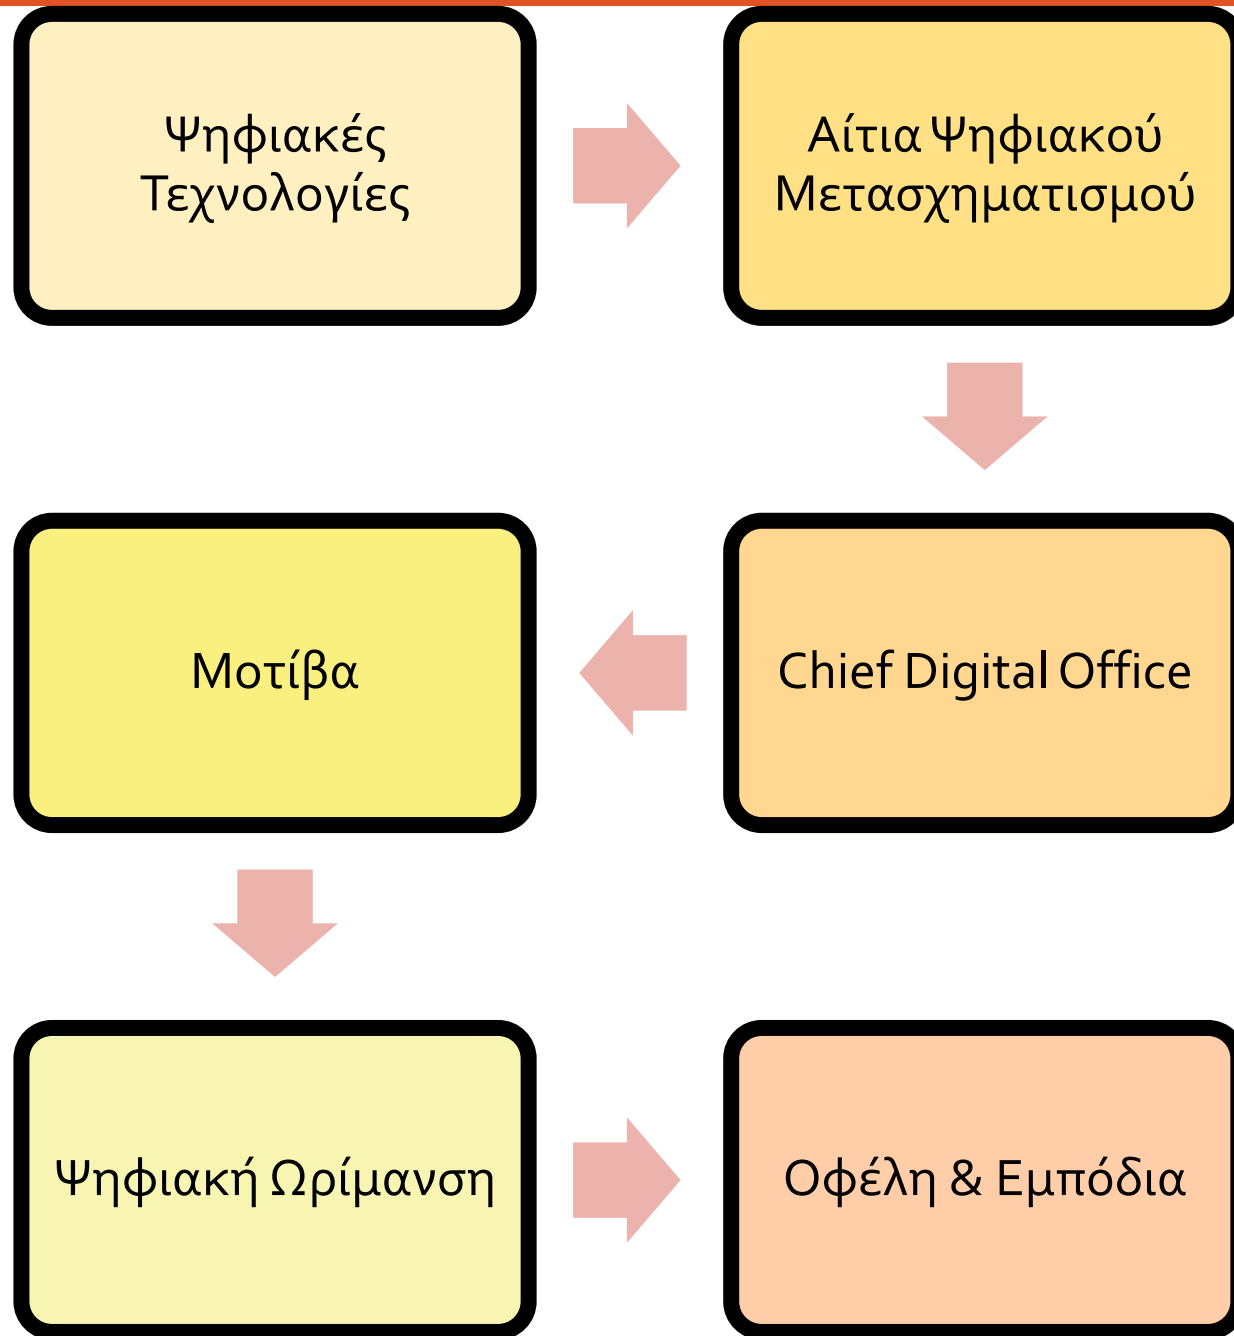 Ψηφιακές
Τεχνολογίες
Αίτια Ψηφιακού
Μετασχηματισμού
Chief Digital Office
Μοτίβα
Ψηφιακή Ωρίμανση
Οφέλη & Εμπόδια